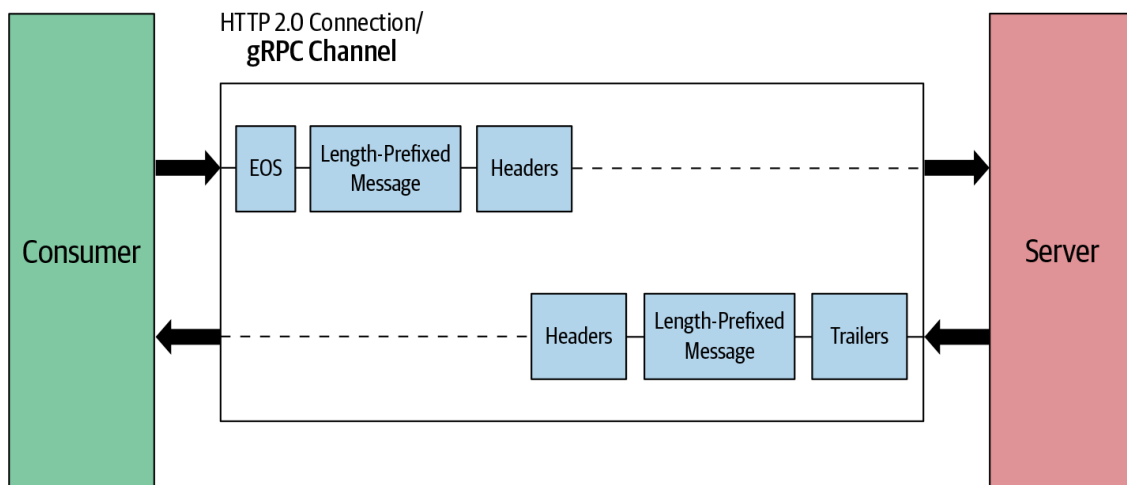 HTTP 2.0 Connection/
gRPC Channel
EOS
Length-Prefixed
Message
Headers
Consumer
Server
Headers
Length-Prefixed
Message
Trailers